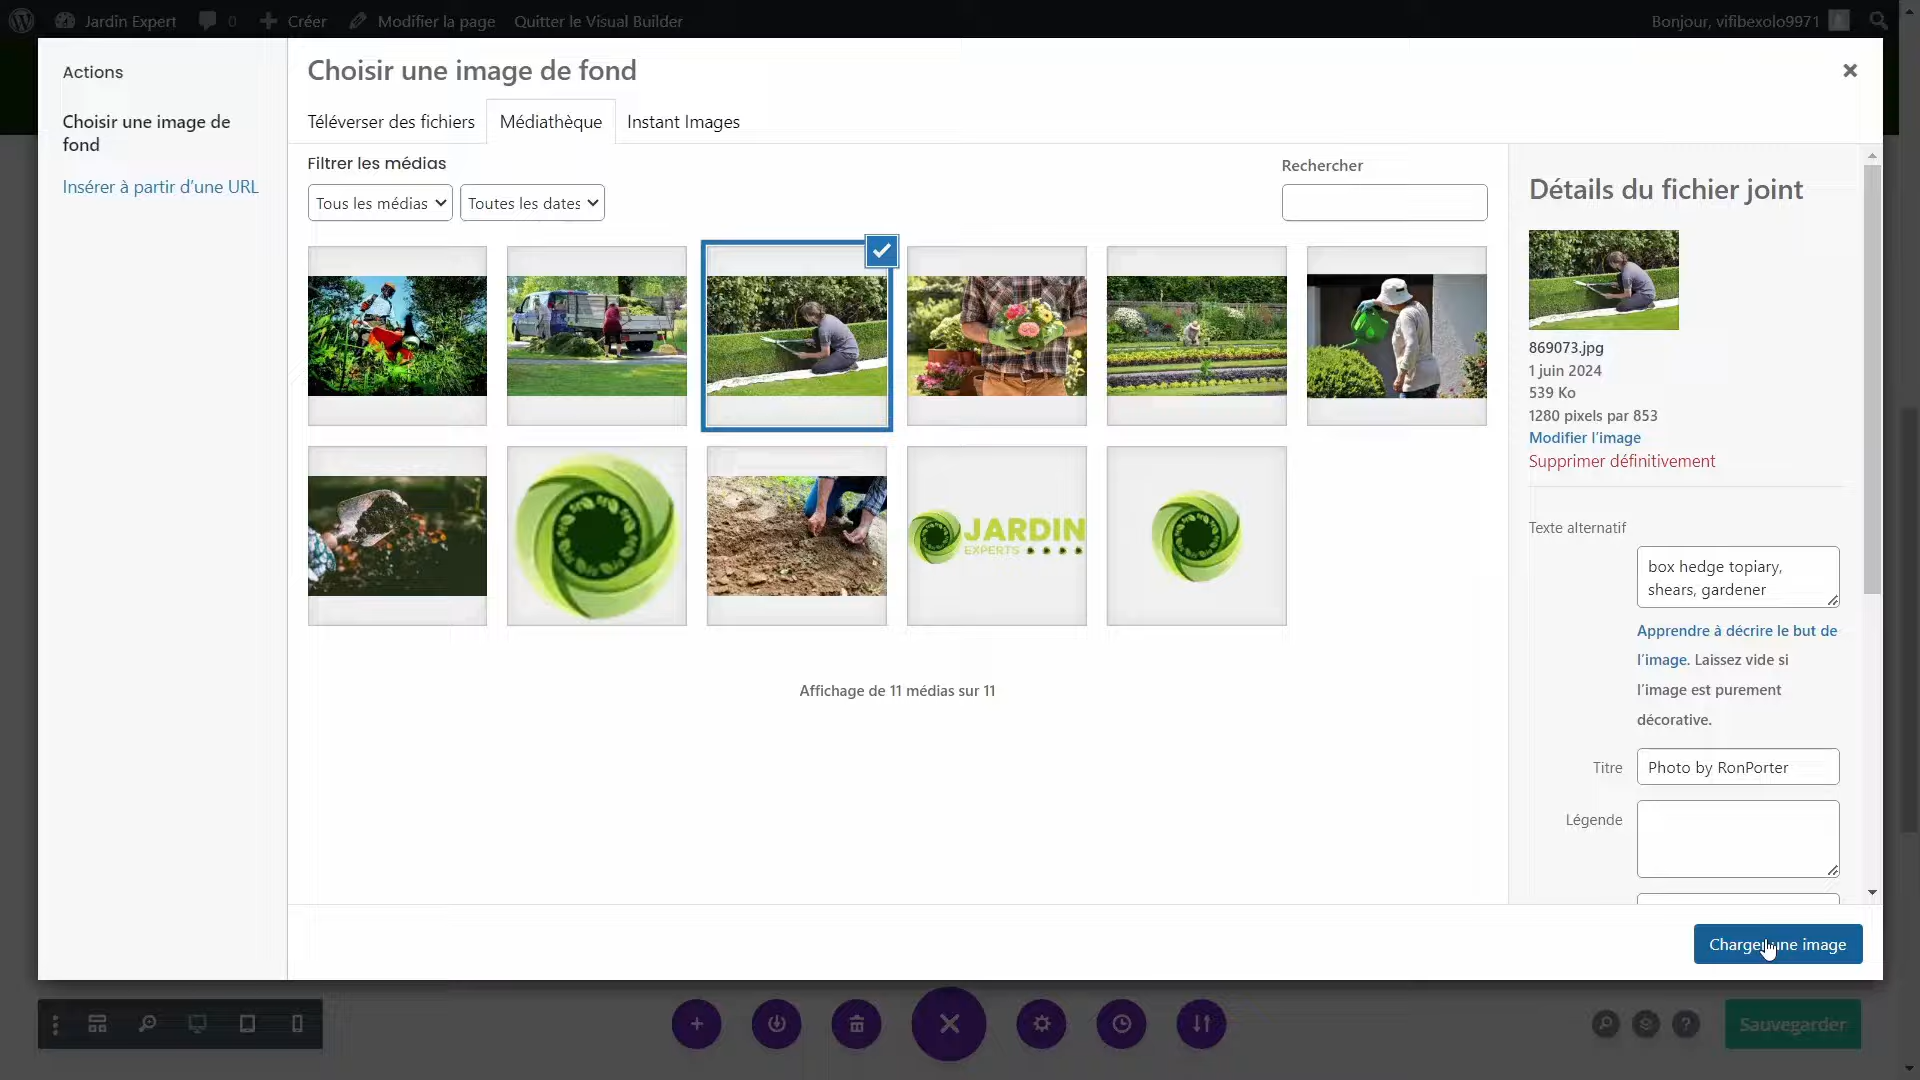 Jardin Expert 0 Créer Modifier la page Quitter le Visual Builder Bonjour, vifibexolo9971
Actions
Choisir une image de
fond
Insérer à partir d'une URL
Choisir une image de fond
Téléverser des fichiers Médiathèque Instant Images
Filtrer les médias
Tous les médias Toutes les dates
Rechercher
JARDIN
EXPERTS
Affichage de 11 médias sur 11
Détails du fichier joint
869073.jpg
1 juin 2024
539 Ko
1280 pixels par 853
Modifier l'image
Supprimer définitivement
Texte alternatif
box hedge topiary,
shears, gardener
Apprendre à décrire le but de
l'image. Laissez vide si
l'image est purement
décorative.
Titre Photo by RonPorter
Légende
Charger une image
Sauvegarder